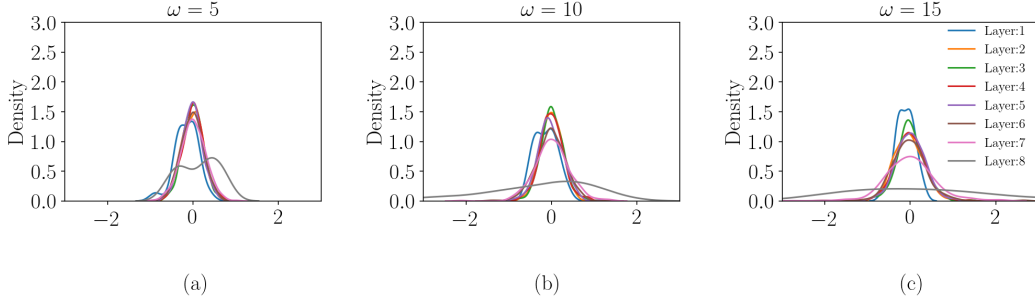 ω = 5
Density
3.0
2.5
2.0
1.5
1.0
0.5
0.0
−2 0 2
(a)
ω = 10
Density
3.0
2.5
2.0
1.5
1.0
0.5
0.0
−2 0 2
(b)
ω = 15
Density
3.0
2.5
2.0
1.5
1.0
0.5
0.0
−2 0 2
Layer:1
Layer:2
Layer:3
Layer:4
Layer:5
Layer:6
Layer:7
Layer:8
(c)